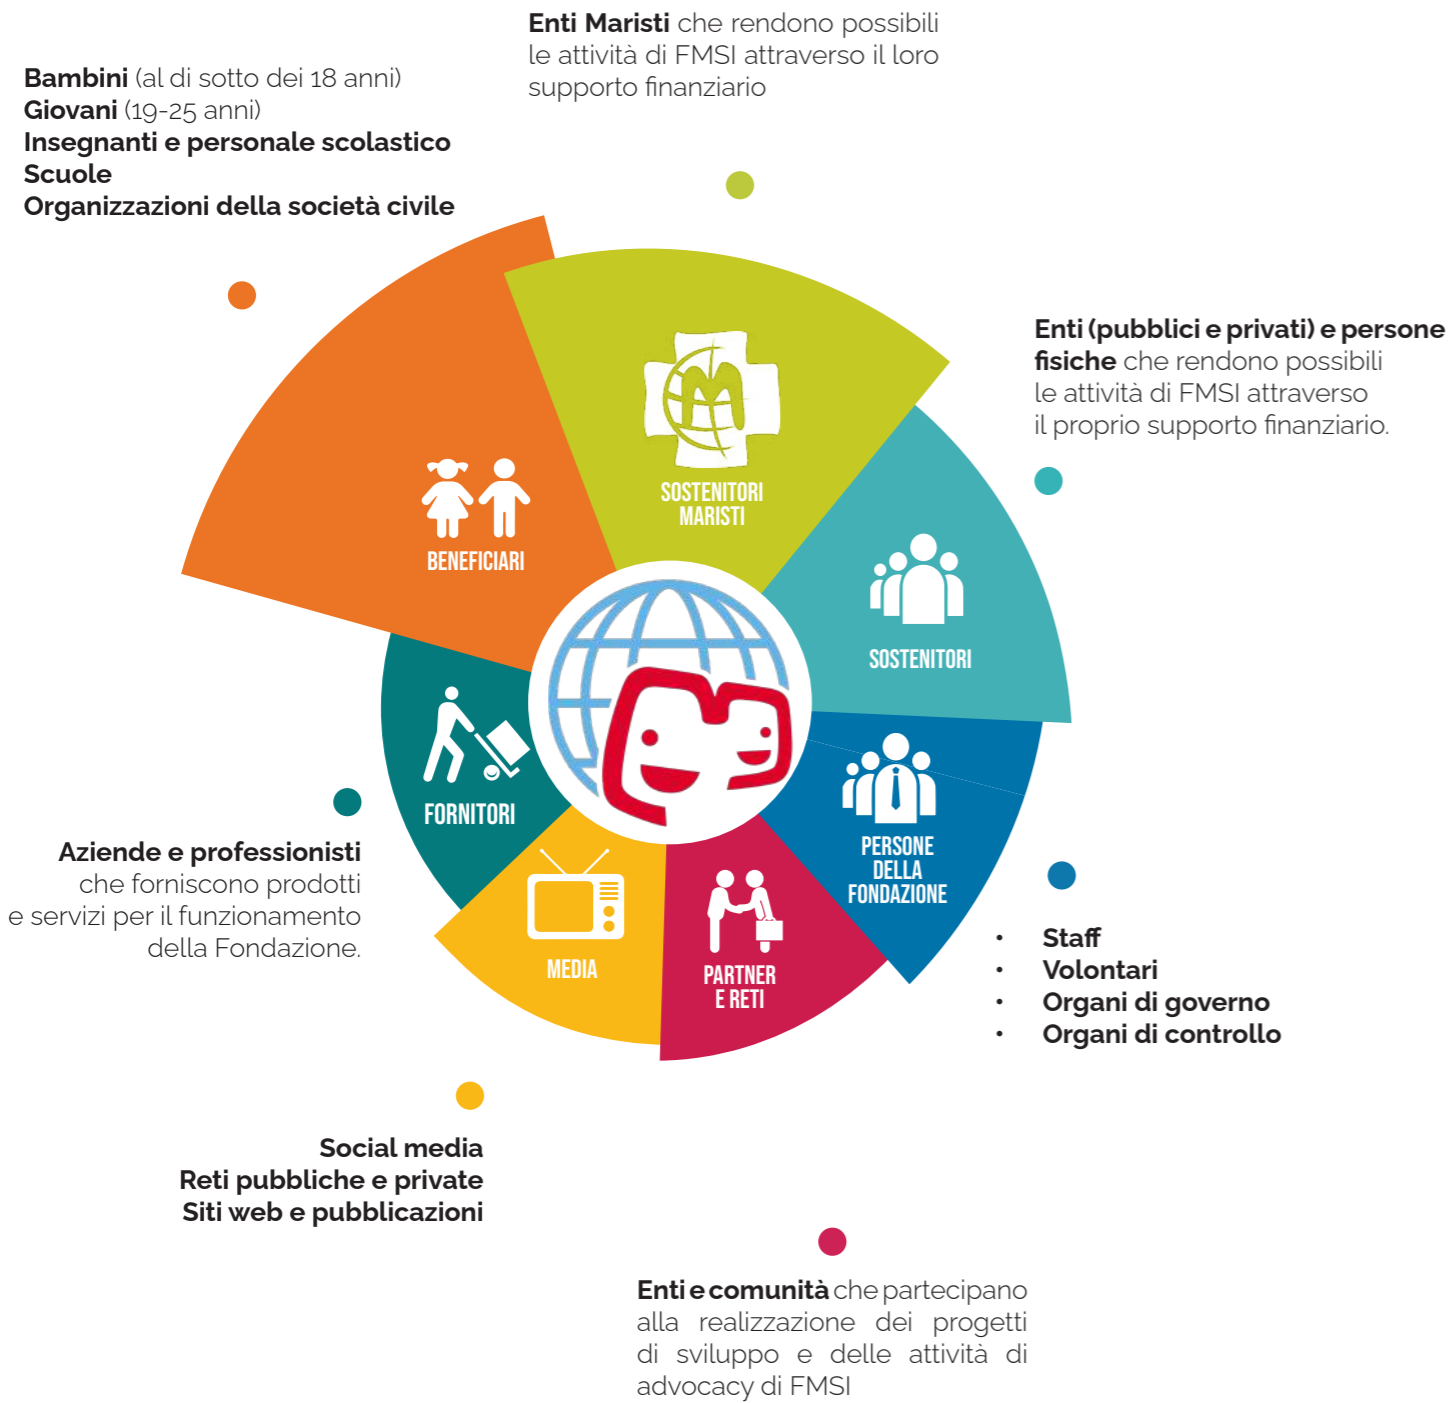 Enti Maristi che rendono possibili
le attività di FMSI attraverso il loro
supporto finanziario
Bambini (al di sotto dei 18 anni)
Giovani (19-25 anni)
Insegnanti e personale scolastico
Scuole
Organizzazioni della società civile
Enti (pubblici e privati) e persone
fisiche che rendono possibili
le attività di FMSI attraverso
il proprio supporto finanziario.
SOSTENITORI
MARISTI
BENEFICIARI
SOSTENITORI
FORNITORI
PERSONE
DELLA
FONDAZIONE
MEDIA
PARTNER
E RETI
Aziende e professionisti
che forniscono prodotti
e servizi per il funzionamento
della Fondazione.
• Staff
• Volontari
• Organi di governo
• Organi di controllo
Social media
Reti pubbliche e private
Siti web e pubblicazioni
Enti e comunità che partecipano
alla realizzazione dei progetti
di sviluppo e delle attività di
advocacy di FMSI